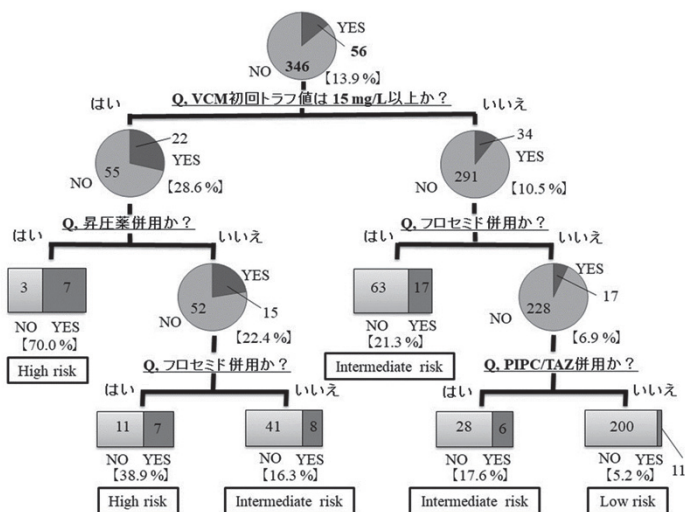 YES
56
NO 346
【13.9 %】
Q, VCM初回トラフ値は 15 mg/L以上か？
はい いいえ
22
YES
55
NO
【28.6 %】
34
YES
291
NO
【10.5 %】
Q, 昇圧薬併用か？
はい いいえ
Q, フロセミド併用か？
はい いいえ
3 7
NO YES
【70.0 %】
High risk
YES
15
52
NO
【22.4 %】
63 17
NO YES
【21.3 %】
Intermediate risk
YES
17
228
NO
【6.9 %】
Q, フロセミド併用か？
はい いいえ
Q, PIPC/TAZ併用か？
はい いいえ
11 7
NO YES
【38.9 %】
High risk
41 8
NO YES
【16.3 %】
Intermediate risk
28 6
NO YES
【17.6 %】
Intermediate risk
200
NO YES
11
【5.2 %】
Low risk